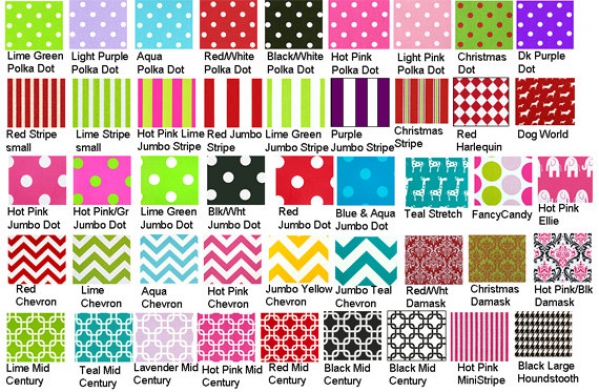 Lime Green
Polka Dot
Light Purple
Polka Dot
Aqua
Polka Dot
Red/White
Polka Dot
Black/White
Polka Dot
Hot Pink
Polka Dot
Light Pink
Polka Dot
Christmas
Dot
Dk Purple
Dot
Red Stripe
small
Lime Stripe
small
Hot Pink Lime
Jumbo Stripe
Red Jumbo
Stripe
Lime Green
Jumbo Stripe
Purple
Jumbo Stripe
Christmas
Stripe
Red
Harlequin
Dog World
Hot Pink
Jumbo Dot
Hot Pink/Gr
Jumbo Dot
Lime Green
Jumbo Dot
Blk/Wht
Jumbo Dot
Red
Jumbo Dot
Blue & Aqua
Jumbo Dot
Teal Stretch
FancyCandy
Hot Pink
Ellie
Red
Chevron
Lime
Chevron
Aqua
Chevron
Hot Pink
Chevron
Jumbo Yellow
Chevron
Jumbo Teal
Chevron
Red/Wht
Damask
Christmas
Damask
Hot Pink/Blk
Damask
Lime Mid
Century
Teal Mid
Century
Lavender Mid
Century
Hot Pink Mid
Century
Red Mid
Century
Black Mid
Century
Black Mid
Century
Hot Pink
MiniStripe
Black Large
Houndstooth